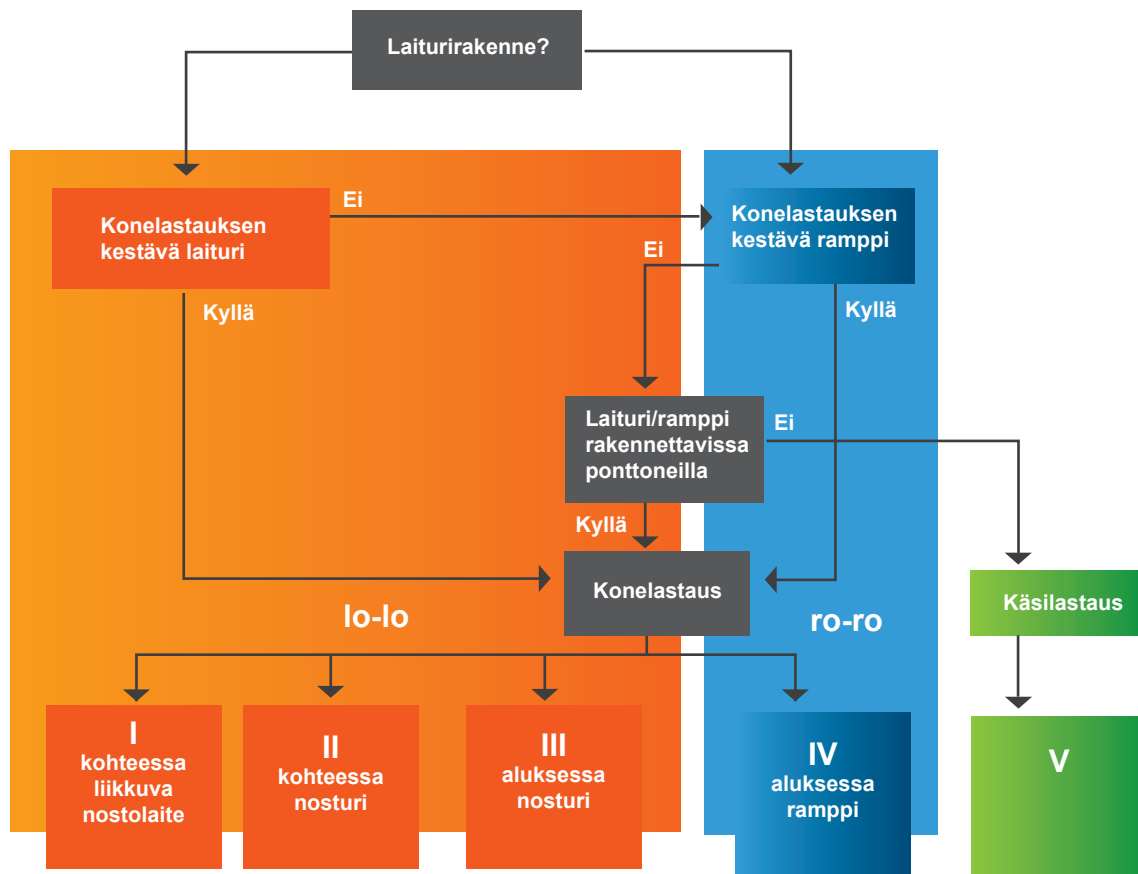 Laiturirakenne?
Konelastauksen
kestävä laituri
Ei
Konelastauksen
kestävä ramppi
Ei
Kyllä
Kyllä
Laituri/ramppi
rakennettavissa
ponttoneilla
Ei
Kyllä
Konelastaus
Käsilastaus
lo-lo
ro-ro
I
kohteessa
liikkuva
nostolaite
II
kohteessa
nosturi
III
aluksessa
nosturi
IV
aluksessa
ramppi
V